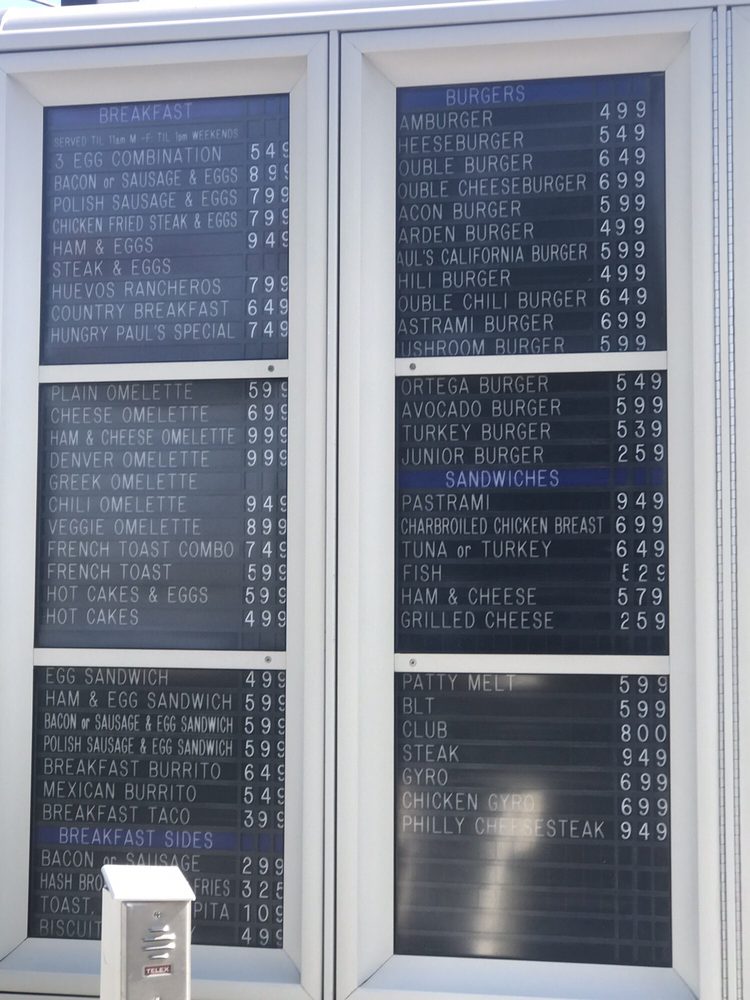 BREAKFAST
SERVED TIL 11am M -F TIL 1pm WEEKENDS
3 EGG COMBINATION 549
BACON or SAUSAGE & EGGS 899
POLISH SAUSAGE & EGGS 799
CHICKEN FRIED STEAK & EGGS 799
HAM & EGGS 949
STEAK & EGGS
HUEVOS RANCHEROS 799
COUNTRY BREAKFAST 649
HUNGRY PAUL'S SPECIAL 749
PLAIN OMELETTE 599
CHEESE OMELETTE 699
HAM & CHEESE OMELETTE 999
DENVER OMELETTE 999
GREEK OMELETTE
CHILI OMELETTE 949
VEGGIE OMELETTE 899
FRENCH TOAST COMBO 749
FRENCH TOAST 599
HOT CAKES & EGGS 599
HOT CAKES 499
EGG SANDWICH 499
HAM & EGG SANDWICH 599
BACON or SAUSAGE & EGG SANDWICH 599
POLISH SAUSAGE & EGG SANDWICH 599
BREAKFAST BURRITO 649
MEXICAN BURRITO 549
BREAKFAST TACO 399
BREAKFAST SIDES
BACON or SAUSAGE 299
HASH BRO FRIES 325
TOAST, PITA 109
BISCUIT Y 499
TELEX
BURGERS
AMBURGER 499
HEESEBURGER 549
OUBLE BURGER 649
OUBLE CHEESEBURGER 699
ACON BURGER 599
ARDEN BURGER 499
AUL'S CALIFORNIA BURGER 599
HILI BURGER 499
OUBLE CHILI BURGER 649
ASTRAMI BURGER 699
USHROOM BURGER 599
ORTEGA BURGER 549
AVOCADO BURGER 599
TURKEY BURGER 539
JUNIOR BURGER 259
SANDWICHES
PASTRAMI 949
CHARBROILED CHICKEN BREAST 699
TUNA or TURKEY 649
FISH 529
HAM & CHEESE 579
GRILLED CHEESE 259
PATTY MELT 599
BLT 599
CLUB 800
STEAK 949
GYRO 699
CHICKEN GYRO 699
PHILLY CHEESESTEAK 949